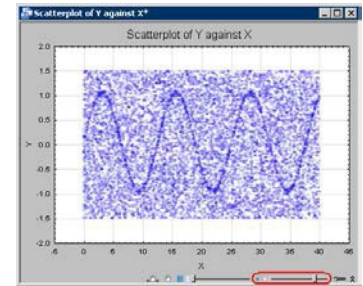 Scatterplot of Y against X*
Scatterplot of Y against X
2.0
1.5
1.0
0.5
0.0
-0.5
-1.0
-1.5
-2.0
Y
-5 0 5 10 15 20 25 30 35 40 45
X